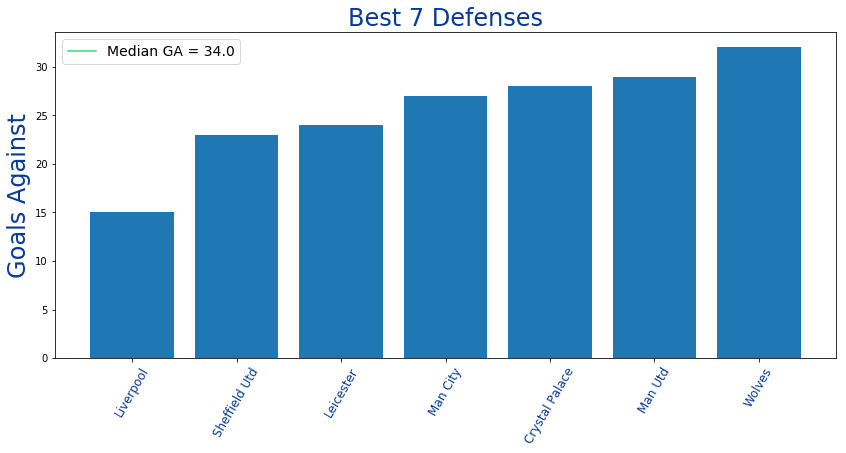 Best 7 Defenses
Median GA = 34.0
Goals Against
30
25
20
15
10
5
0
Liverpool
Sheffield Utd
Leicester
Man City
Crystal Palace
Man Utd
Wolves